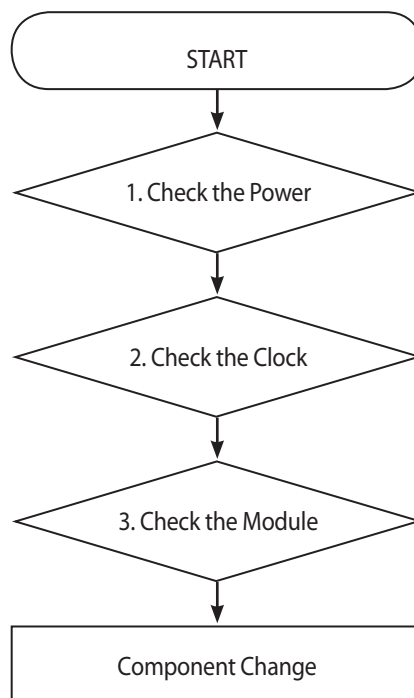 START
1. Check the Power
2. Check the Clock
3. Check the Module
Component Change